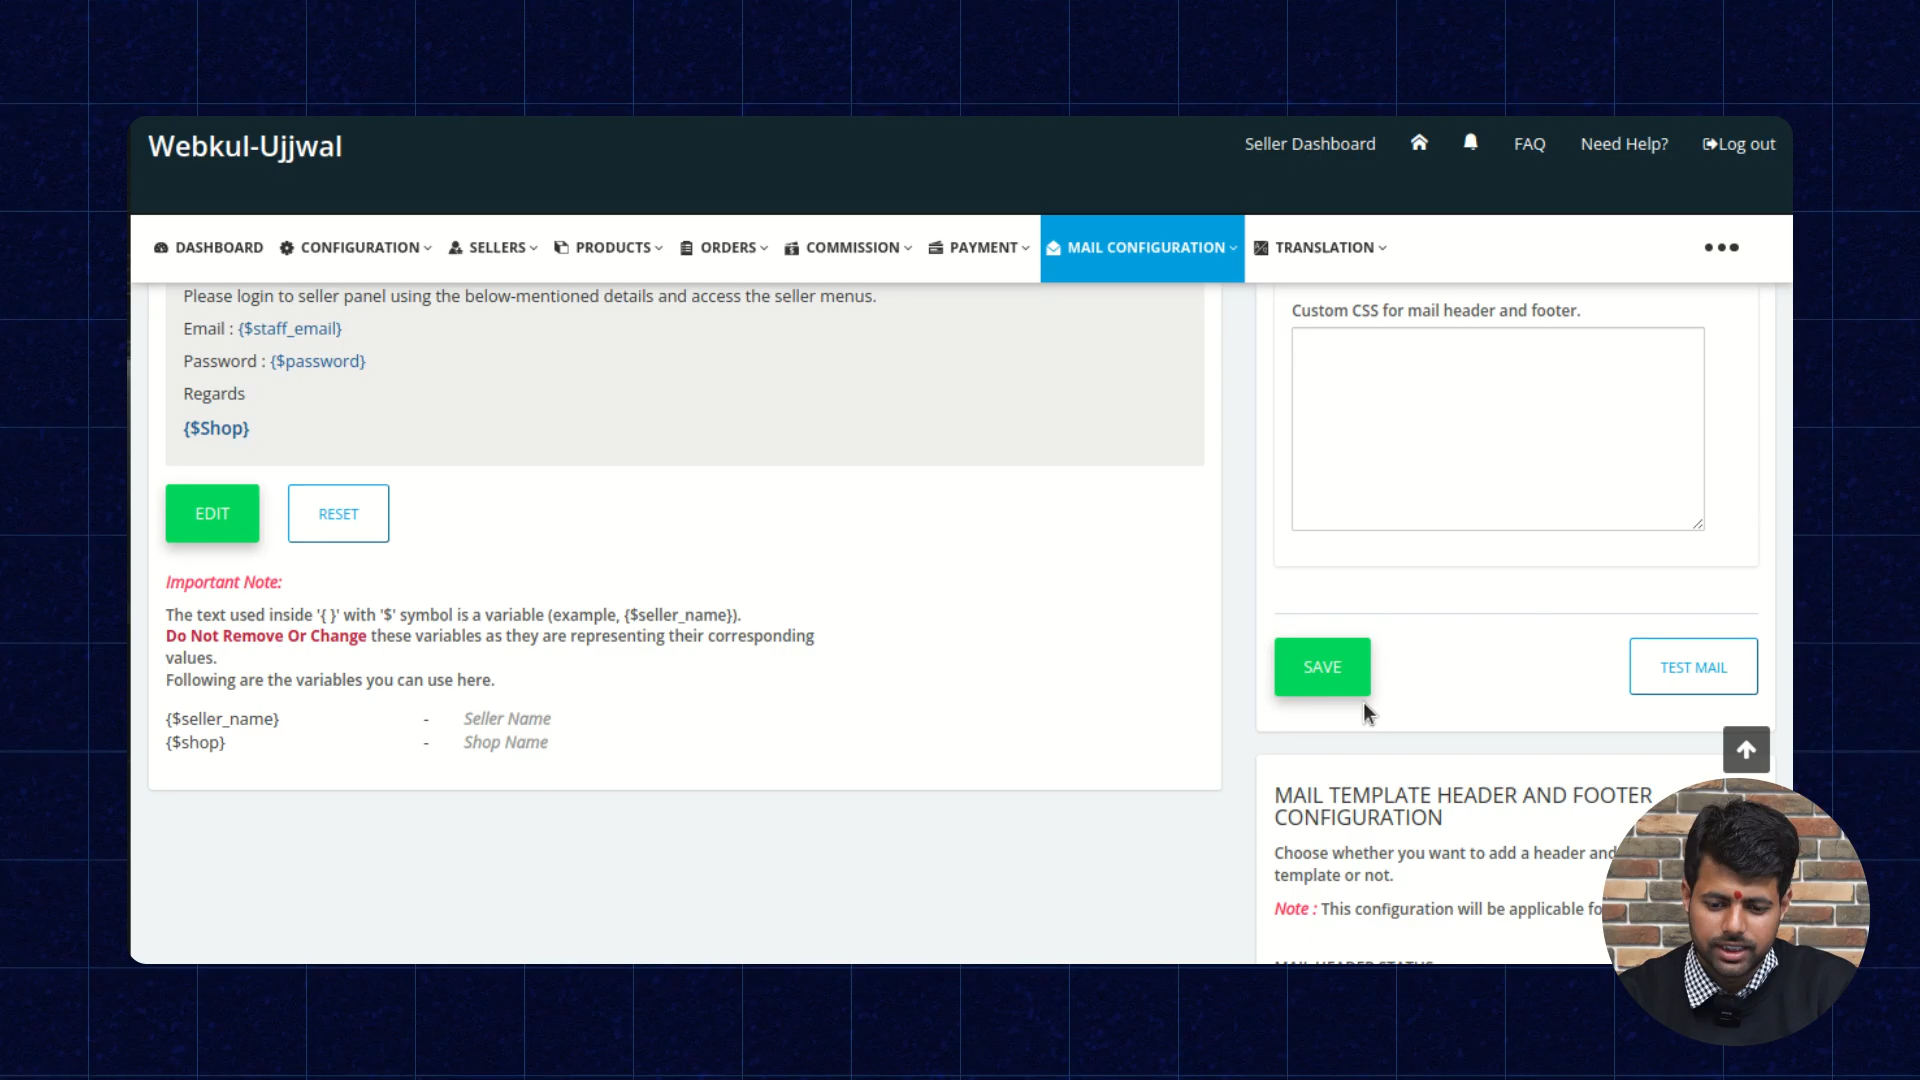 Webkul-Ujjwal
Seller Dashboard
FAQ
Need Help?
Log out
DASHBOARD
CONFIGURATION
SELLERS
PRODUCTS
ORDERS
COMMISSION
PAYMENT
MAIL CONFIGURATION
TRANSLATION
Please login to seller panel using the below-mentioned details and access the seller menus.
Email : {$staff_email}
Password : {$password}
Regards
{$Shop}
EDIT
RESET
Important Note:
The text used inside '{ }' with '$' symbol is a variable (example, {$seller_name}).
Do Not Remove Or Change these variables as they are representing their corresponding
values.
Following are the variables you can use here.
{$seller_name} - Seller Name
{$shop} - Shop Name
Custom CSS for mail header and footer.
SAVE
TEST MAIL
MAIL TEMPLATE HEADER AND FOOTER
CONFIGURATION
Choose whether you want to add a header and
template or not.
Note : This configuration will be applicable fo
MAIL HEADER STATUS